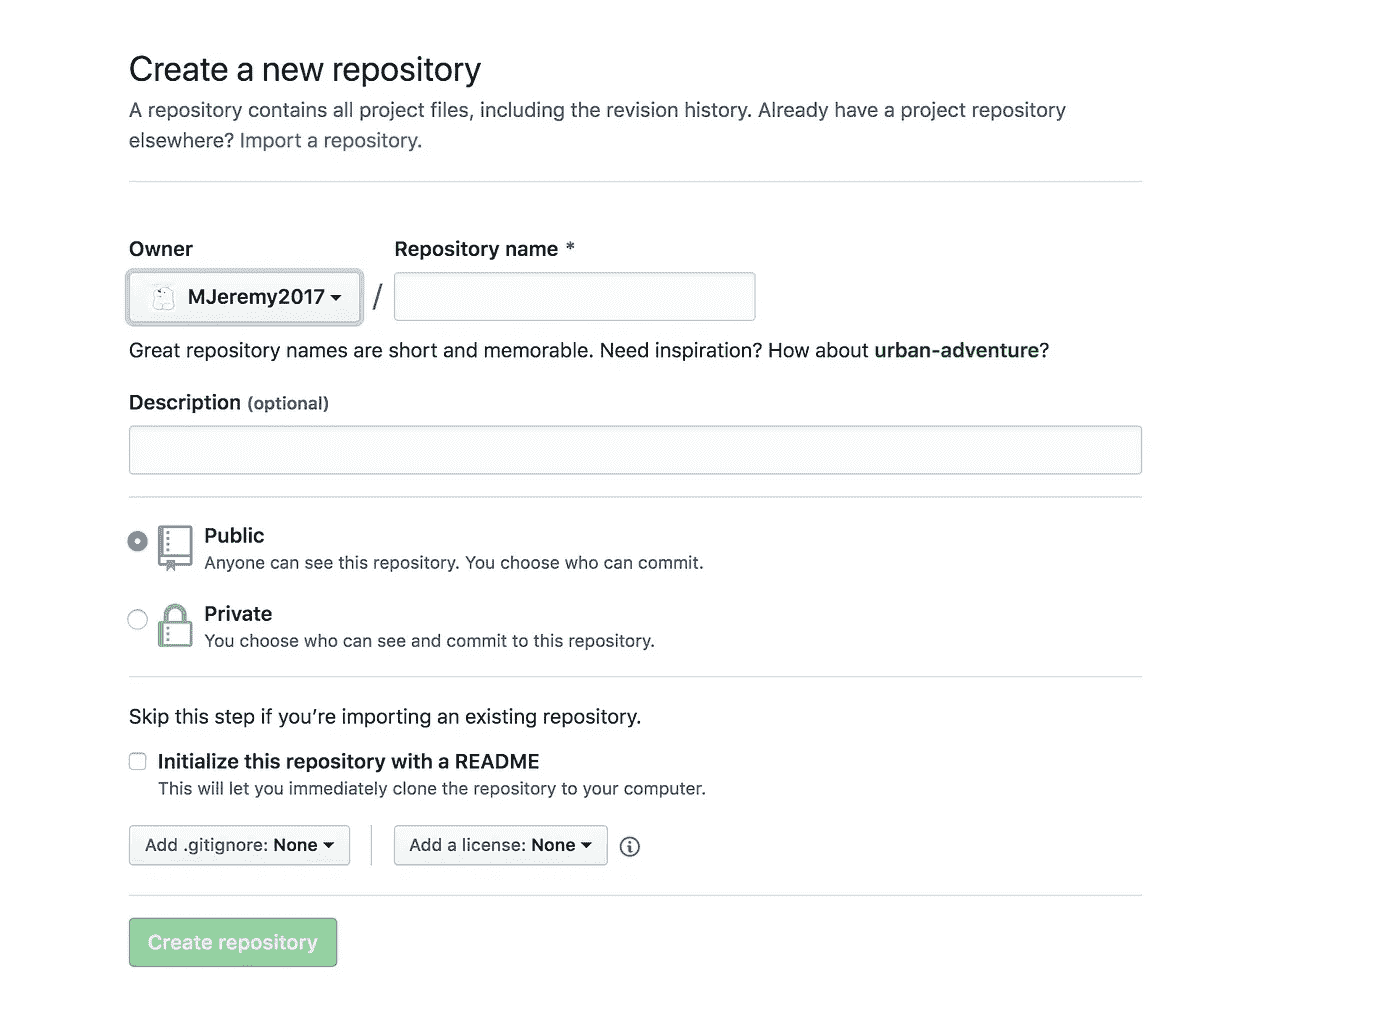 Create a new repository
A repository contains all project files, including the revision history. Already have a project repository
elsewhere? Import a repository.
Owner
Repository name *
MJeremy2017
/
Great repository names are short and memorable. Need inspiration? How about urban-adventure?
Description (optional)
Public
Anyone can see this repository. You choose who can commit.
Private
You choose who can see and commit to this repository.
Skip this step if you’re importing an existing repository.
Initialize this repository with a README
This will let you immediately clone the repository to your computer.
Add .gitignore: None
Add a license: None
Create repository